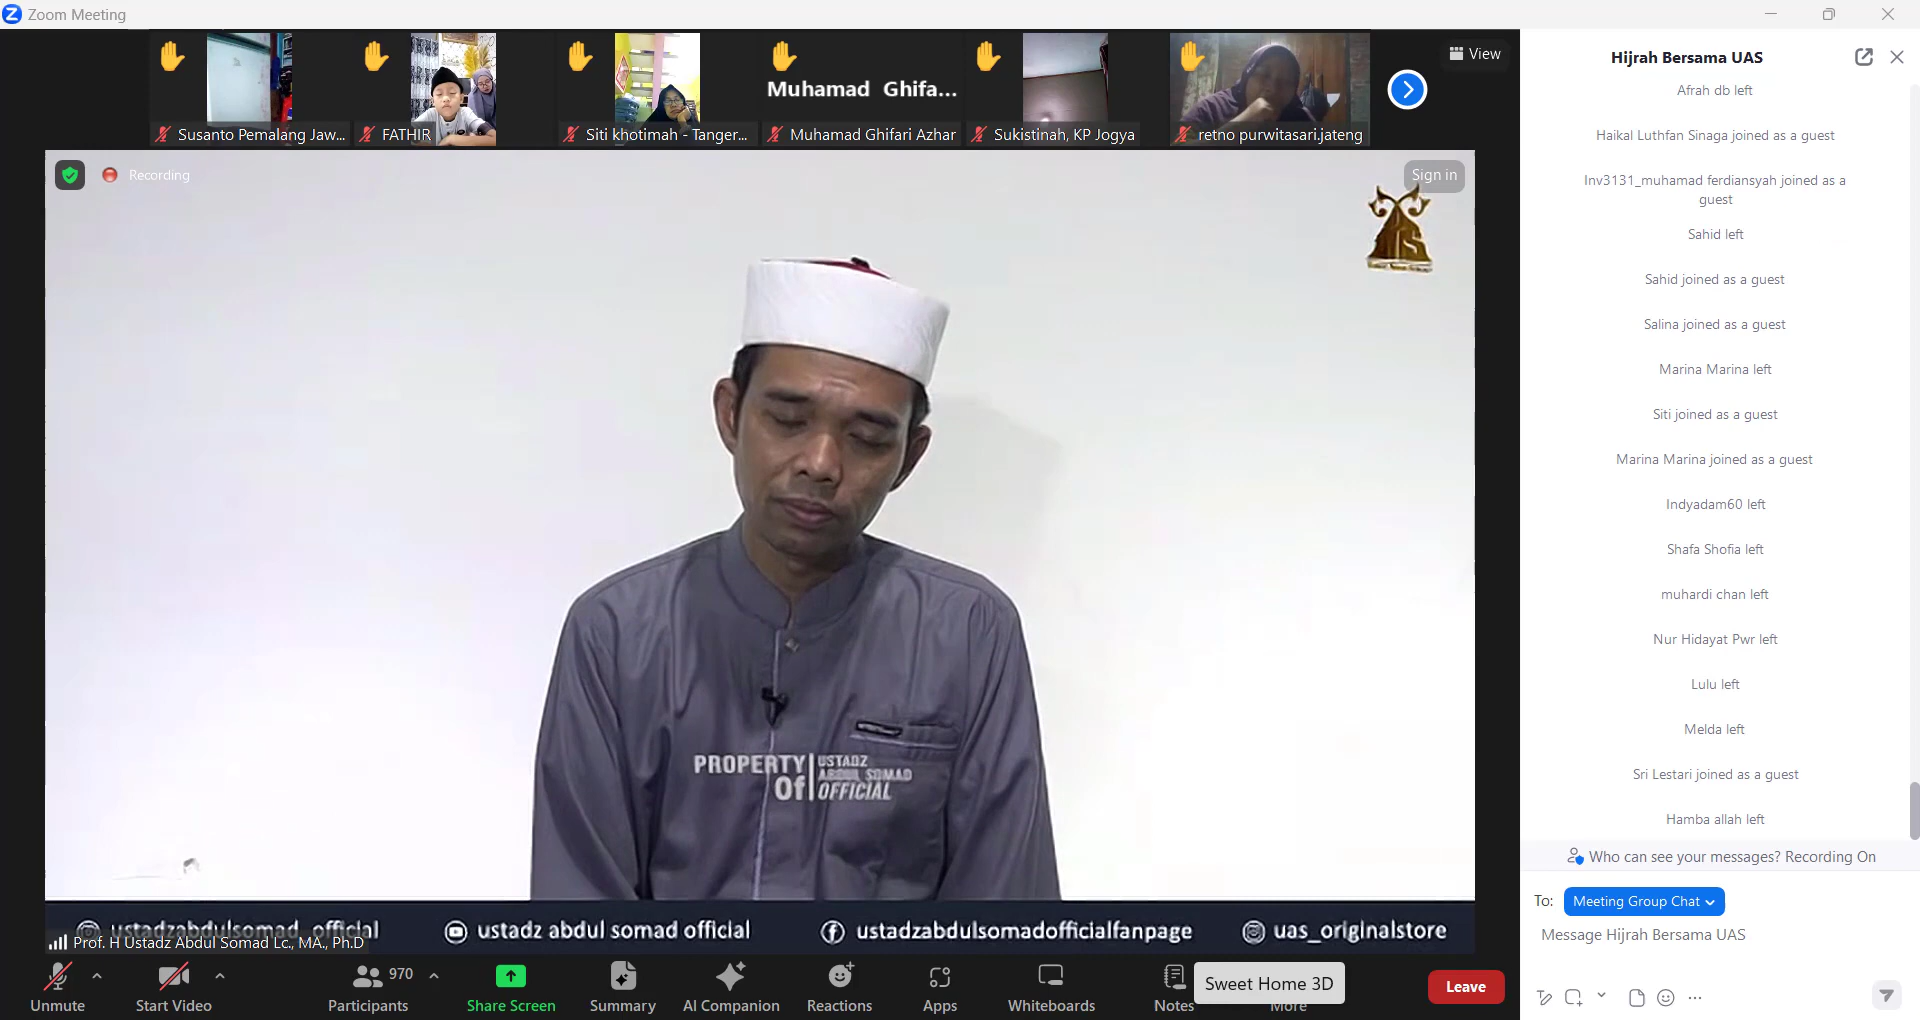 Zoom Meeting
Muhamad Ghifa...
Susanto Pemalang Jaw...
FATHIR
Siti khotimah - Tanger...
Muhamad Ghifari Azhar
Sukistinah, KP Jogya
retno purwitasari.jateng
View
Recording
Sign in
PROPERTY Of
USTADZ
ABDUL SOMAD
OFFICIAL
ustadzabdulsomad_official
ustadz abdul somad official
ustadzabdulsomadofficialfanpage
uas_originalstore
Prof. H Ustadz Abdul Somad Lc., MA., Ph.D
Unmute
Start Video
Participants
970
Share Screen
Summary
AI Companion
Reactions
Apps
Whiteboards
Notes
Sweet Home 3D
More
Leave
Hijrah Bersama UAS
Afrah db left
Haikal Luthfan Sinaga joined as a guest
Inv3131_muhamad ferdiansyah joined as a
guest
Sahid left
Sahid joined as a guest
Salina joined as a guest
Marina Marina left
Siti joined as a guest
Marina Marina joined as a guest
Indyadam60 left
Shafa Shofia left
muhardi chan left
Nur Hidayat Pwr left
Lulu left
Melda left
Sri Lestari joined as a guest
Hamba allah left
Who can see your messages? Recording On
To: Meeting Group Chat
Message Hijrah Bersama UAS